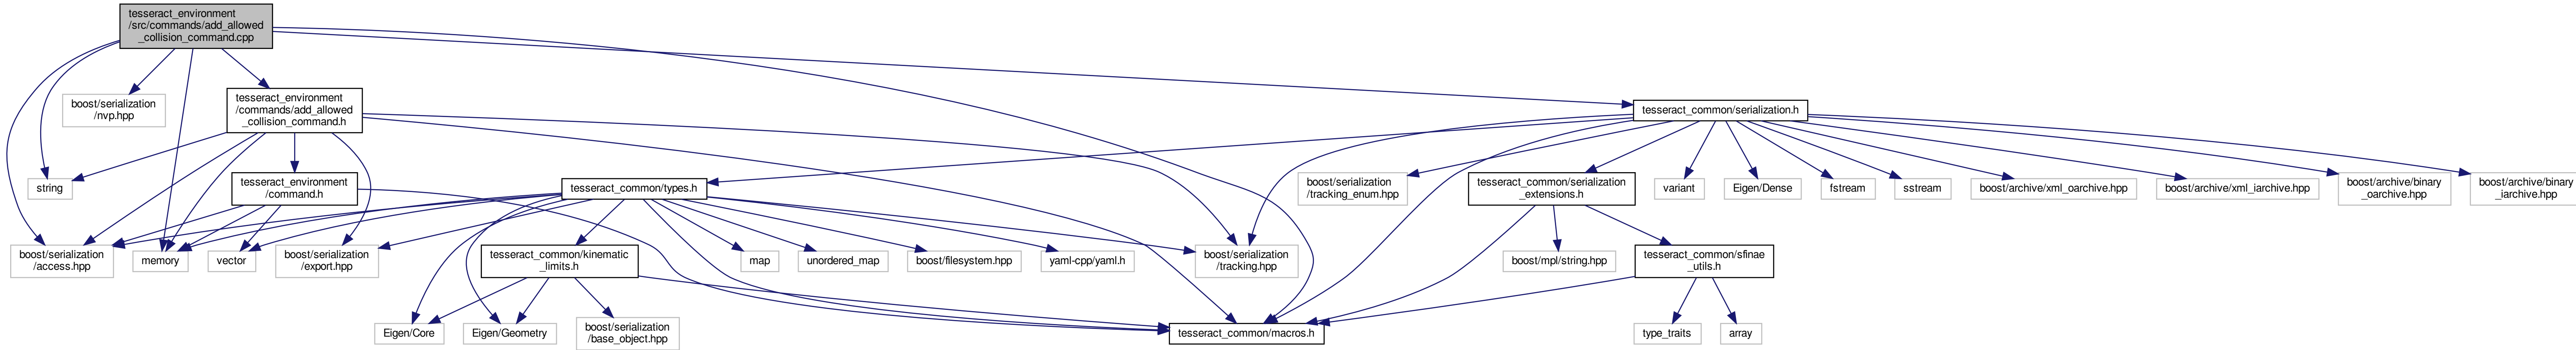 tesseract_environment
/src/commands/add_allowed
_collision_command.cpp
boost/serialization
/nvp.hpp
tesseract_environment
/commands/add_allowed
_collision_command.h
tesseract_common/serialization.h
string
tesseract_environment
/command.h
tesseract_common/types.h
boost/serialization
/tracking_enum.hpp
tesseract_common/serialization
_extensions.h
variant
Eigen/Dense
fstream
sstream
boost/archive/xml_oarchive.hpp
boost/archive/xml_iarchive.hpp
boost/archive/binary
_oarchive.hpp
boost/archive/binary
_iarchive.hpp
boost/serialization
/access.hpp
memory
vector
boost/serialization
/export.hpp
tesseract_common/kinematic
_limits.h
map
unordered_map
boost/filesystem.hpp
yaml-cpp/yaml.h
boost/serialization
/tracking.hpp
boost/mpl/string.hpp
tesseract_common/sfinae
_utils.h
Eigen/Core
Eigen/Geometry
boost/serialization
/base_object.hpp
tesseract_common/macros.h
type_traits
array